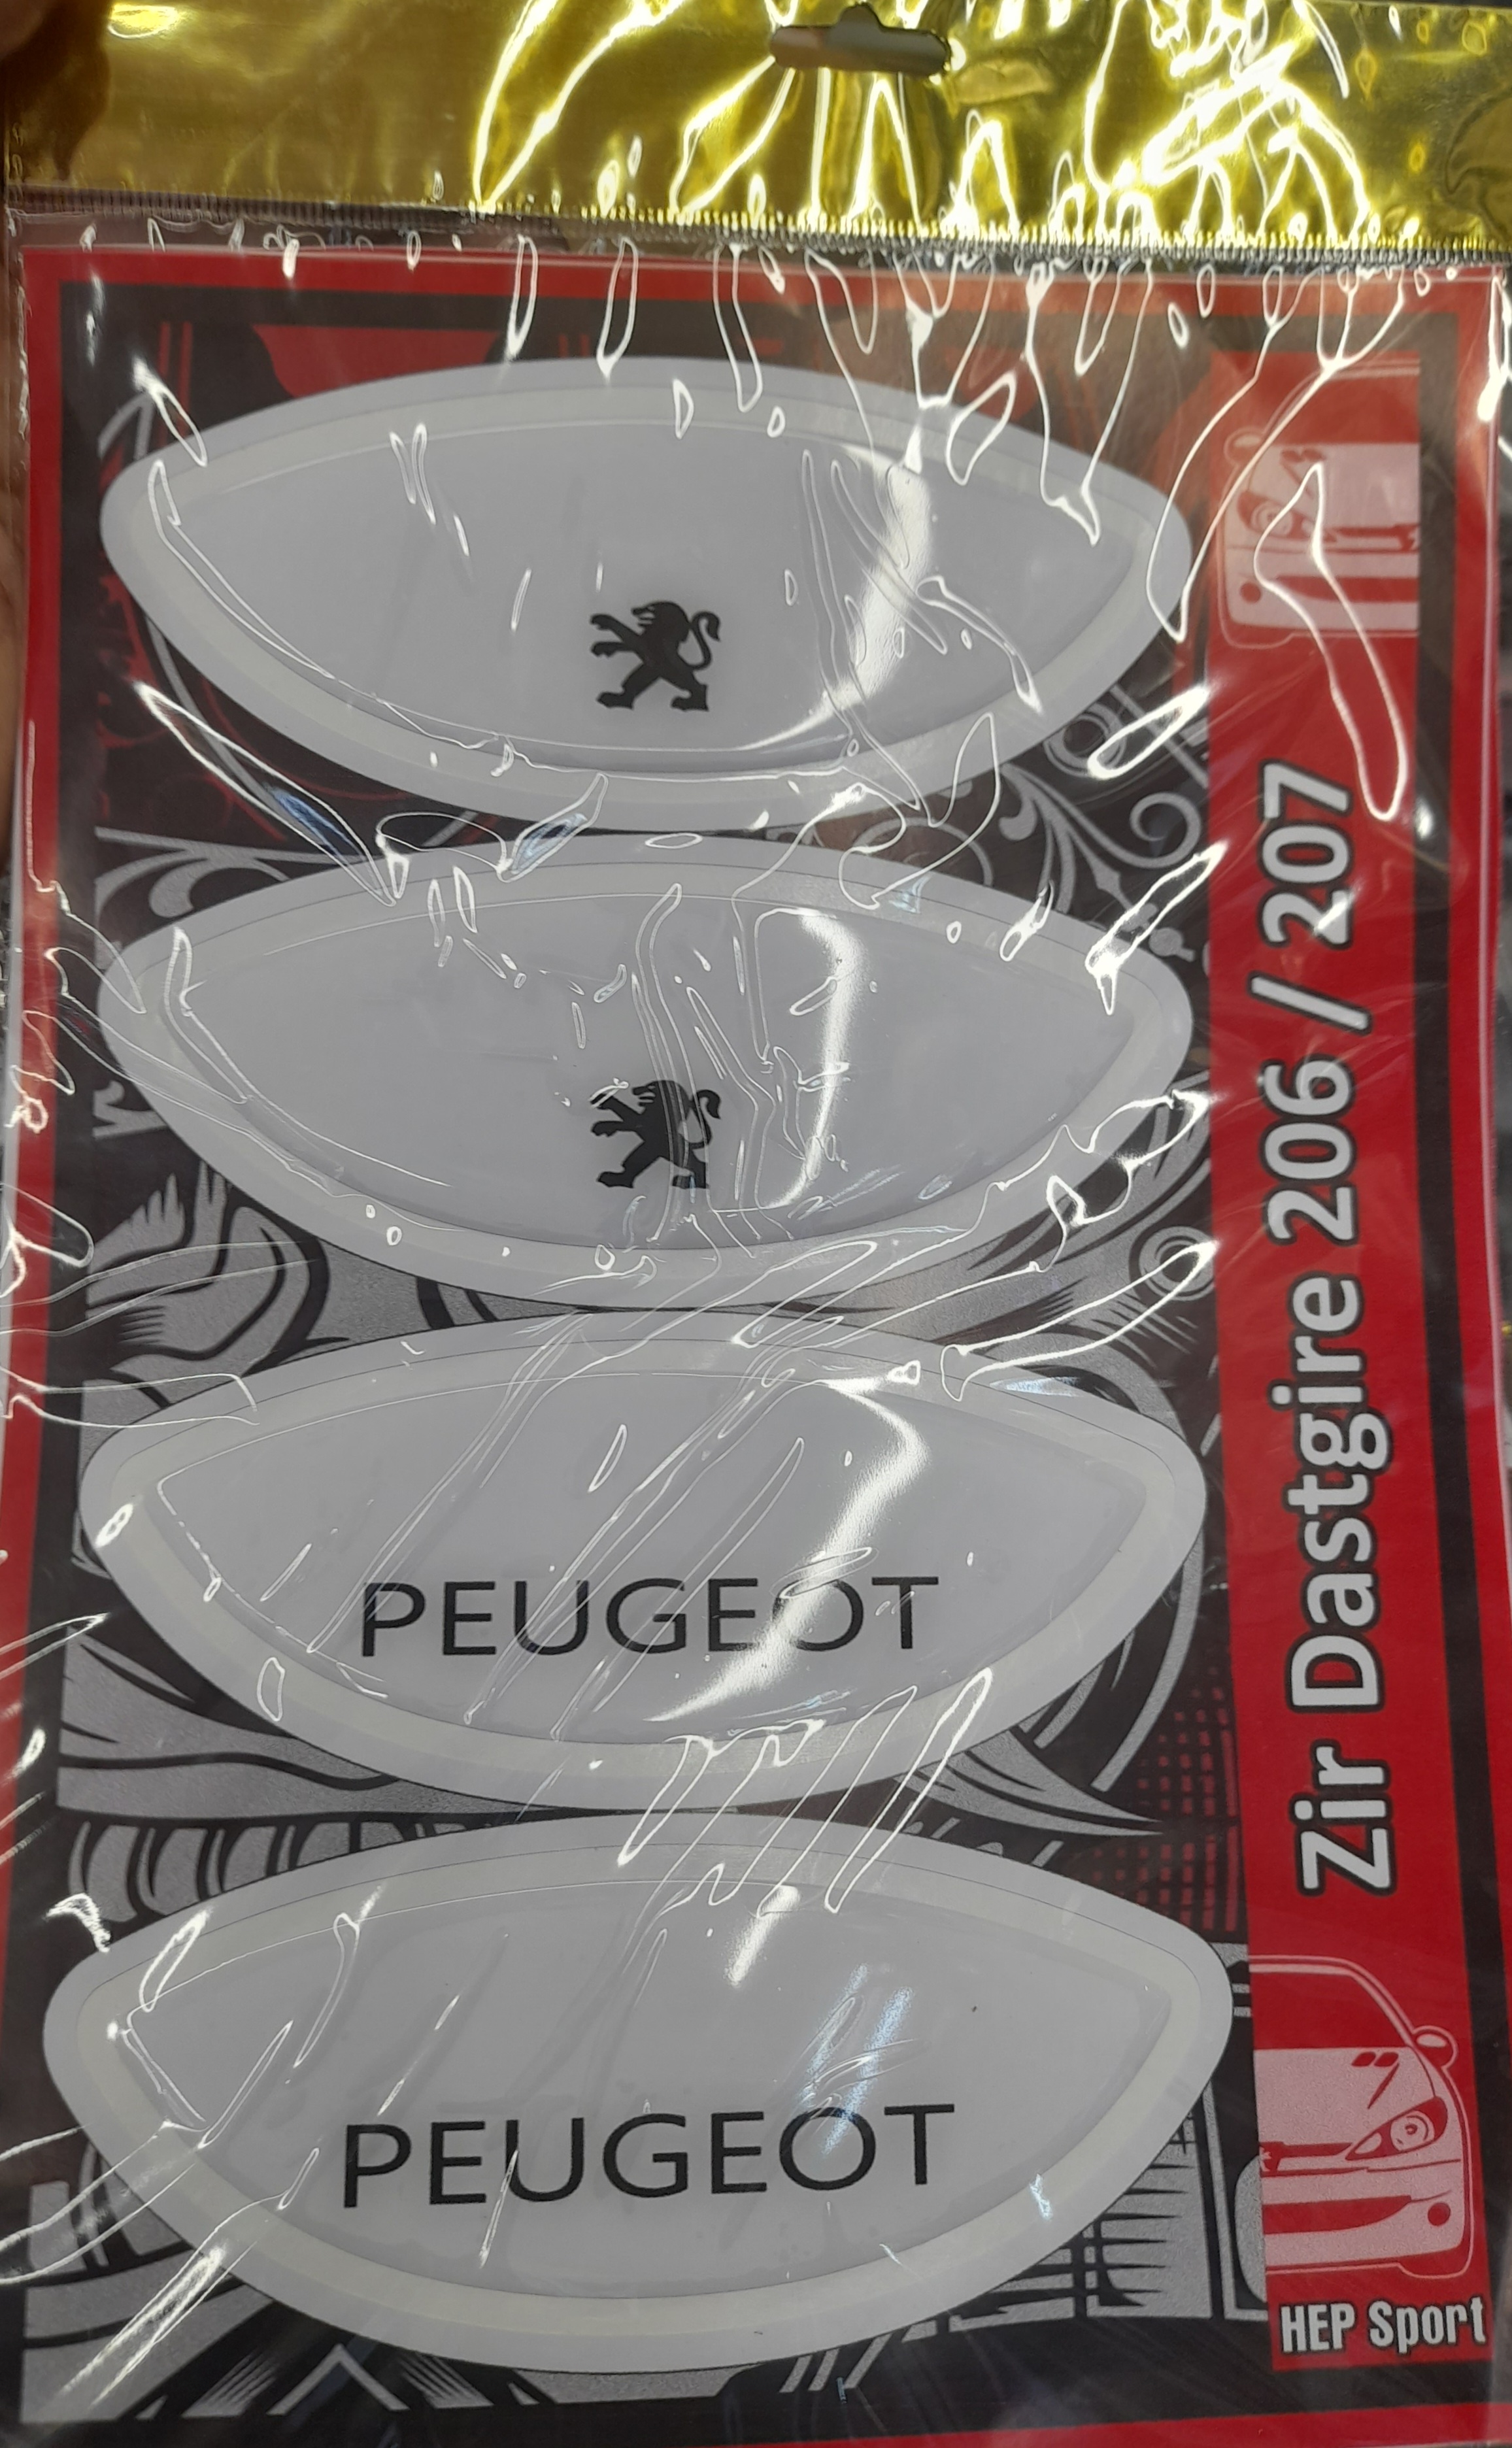 PEUGEOT
PEUGEOT
Zir Dastgire 206 / 207
HEP Sport